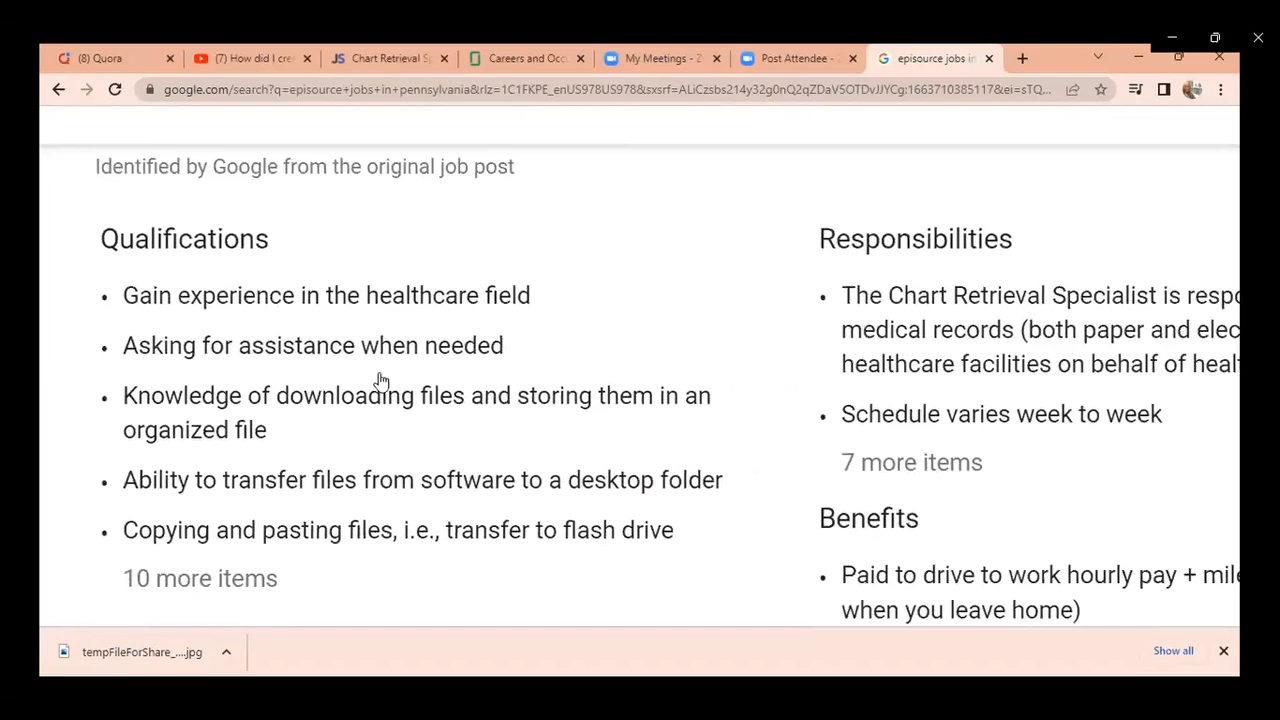 (8) Quora
(7) How did I cre
Chart Retrieval Sp
Careers and Occ
My Meetings - Z
Post Attendee -
episource jobs in
google.com/search?q=episource+jobs+in+pennsylvania&rlz=1C1FKPE_enUS978US978&sxsrf=ALiCzsbs214y32g0nQ2qZDaV5OTDvJJYCg:1663710385117&ei=sTQ...
Identified by Google from the original job post
Qualifications
• Gain experience in the healthcare field
• Asking for assistance when needed
• Knowledge of downloading files and storing them in an
organized file
• Ability to transfer files from software to a desktop folder
• Copying and pasting files, i.e., transfer to flash drive
10 more items
Responsibilities
• The Chart Retrieval Specialist is respo
medical records (both paper and elec
healthcare facilities on behalf of heal
• Schedule varies week to week
7 more items
Benefits
• Paid to drive to work hourly pay + mile
when you leave home)
tempFileForShare_....jpg
Show all